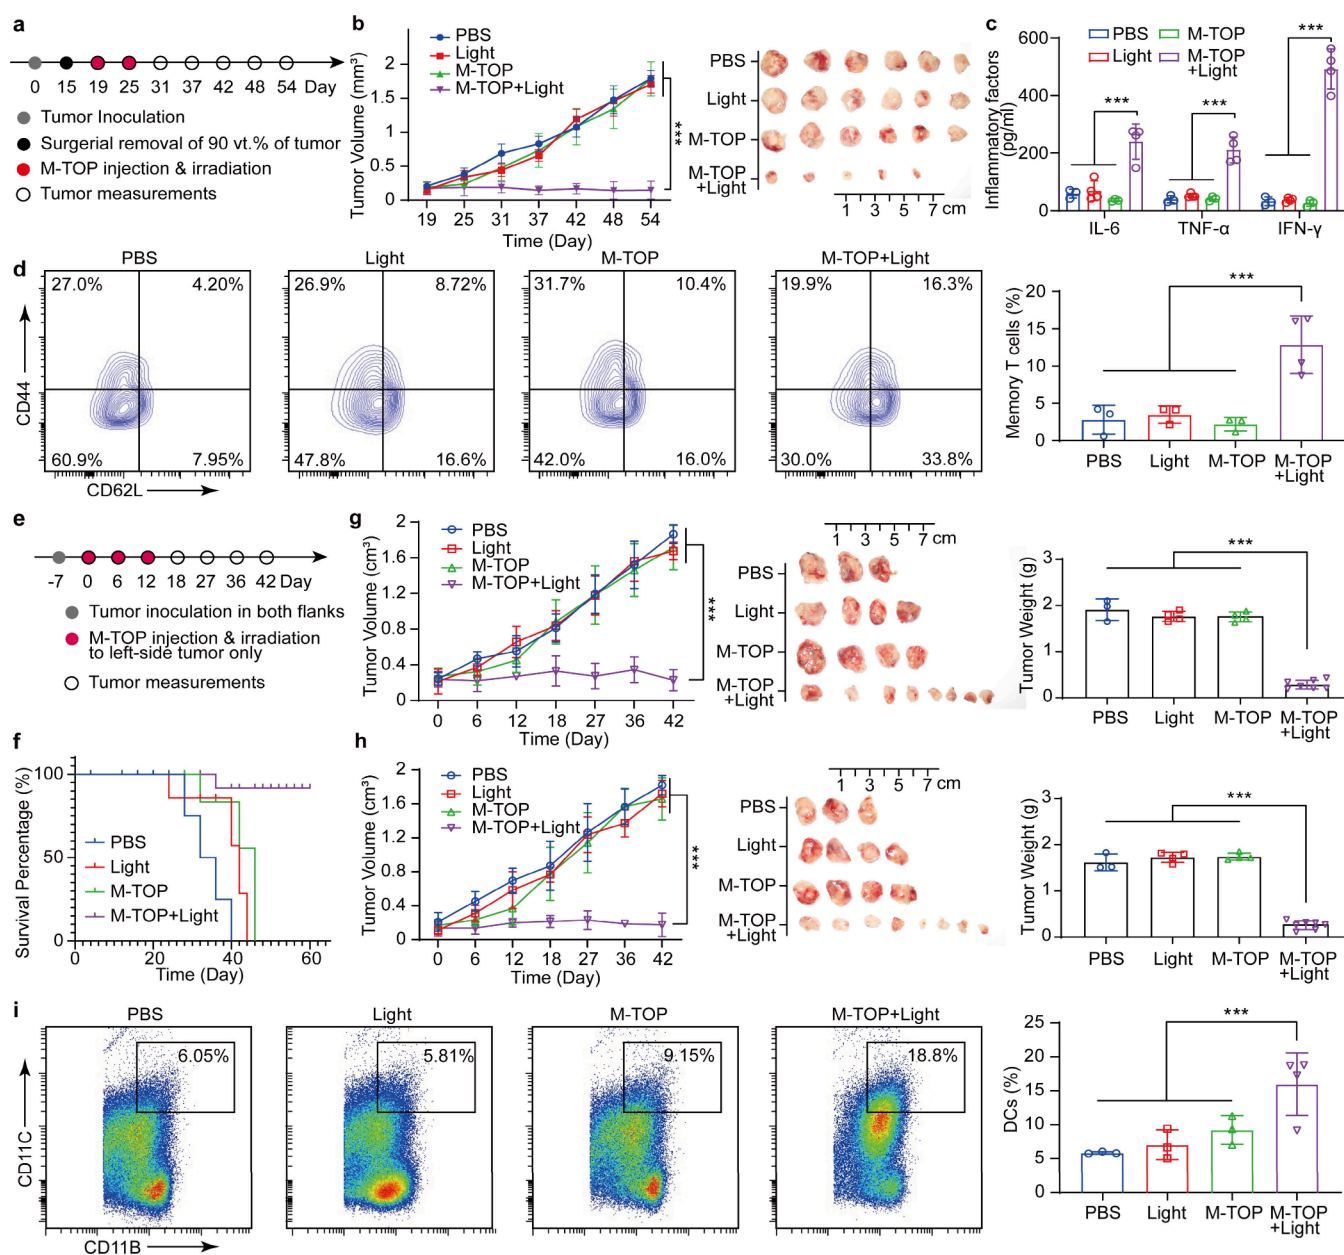 a
0 15 19 25 31 37 42 48 54 Day
Tumor Inoculation
Surgerial removal of 90 vt.% of tumor
M-TOP injection & irradiation
Tumor measurements
b
PBS
Light
M-TOP
M-TOP+Light
Tumor Volume (mm³)
2
1.5
1
0.5
0
***
19 25 31 37 42 48 54
Time (Day)
PBS
Light
M-TOP
M-TOP
+Light
1 3 5 7 cm
c
PBS
M-TOP
Light
M-TOP
+Light
Inflammatory factors
(pg/ml)
600
400
200
0
*** *** ***
IL-6 TNF-α IFN-γ
d
PBS Light M-TOP M-TOP+Light
27.0% 4.20% 26.9% 8.72% 31.7% 10.4% 19.9% 16.3%
60.9% 7.95% 47.8% 16.6% 42.0% 16.0% 30.0% 33.8%
CD44
CD62L
Memory T cells (%)
20
15
10
5
0
***
PBS Light M-TOP M-TOP
+Light
e
-7 0 6 12 18 27 36 42 Day
Tumor inoculation in both flanks
M-TOP injection & irradiation
to left-side tumor only
Tumor measurements
g
PBS
Light
M-TOP
M-TOP+Light
Tumor Volume (cm³)
2
1.6
1.2
0.8
0.4
0
***
0 6 12 18 27 36 42
Time (Day)
1 3 5 7 cm
PBS
Light
M-TOP
M-TOP
+Light
Tumor Weight (g)
3
2
1
0
***
PBS Light M-TOP M-TOP
+Light
f
Survival Percentage (%)
100
50
0
PBS
Light
M-TOP
M-TOP+Light
0 20 40 60
Time (Day)
h
PBS
Light
M-TOP
M-TOP+Light
Tumor Volume (cm³)
2
1.6
1.2
0.8
0.4
0
***
0 6 12 18 27 36 42
Time (Day)
1 3 5 7 cm
PBS
Light
M-TOP
M-TOP
+Light
Tumor Weight (g)
3
2
1
0
***
PBS Light M-TOP M-TOP
+Light
i
PBS Light M-TOP M-TOP+Light
6.05% 5.81% 9.15% 18.8%
CD11C
CD11B
DCs (%)
25
20
15
10
5
0
***
PBS Light M-TOP M-TOP
+Light